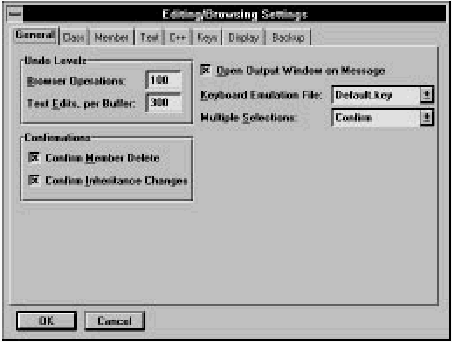 Editing/Browsing Settings
General Class Member Text C++ Keys Display Backup
Undo Levels
Browser Operations: 100
Text Edits, per Buffer: 300
Open Output Window on Message
Keyboard Emulation File: Default.key
Multiple Selections: Confirm
Confirmations
Confirm Member Delete
Confirm Inheritance Changes
OK Cancel